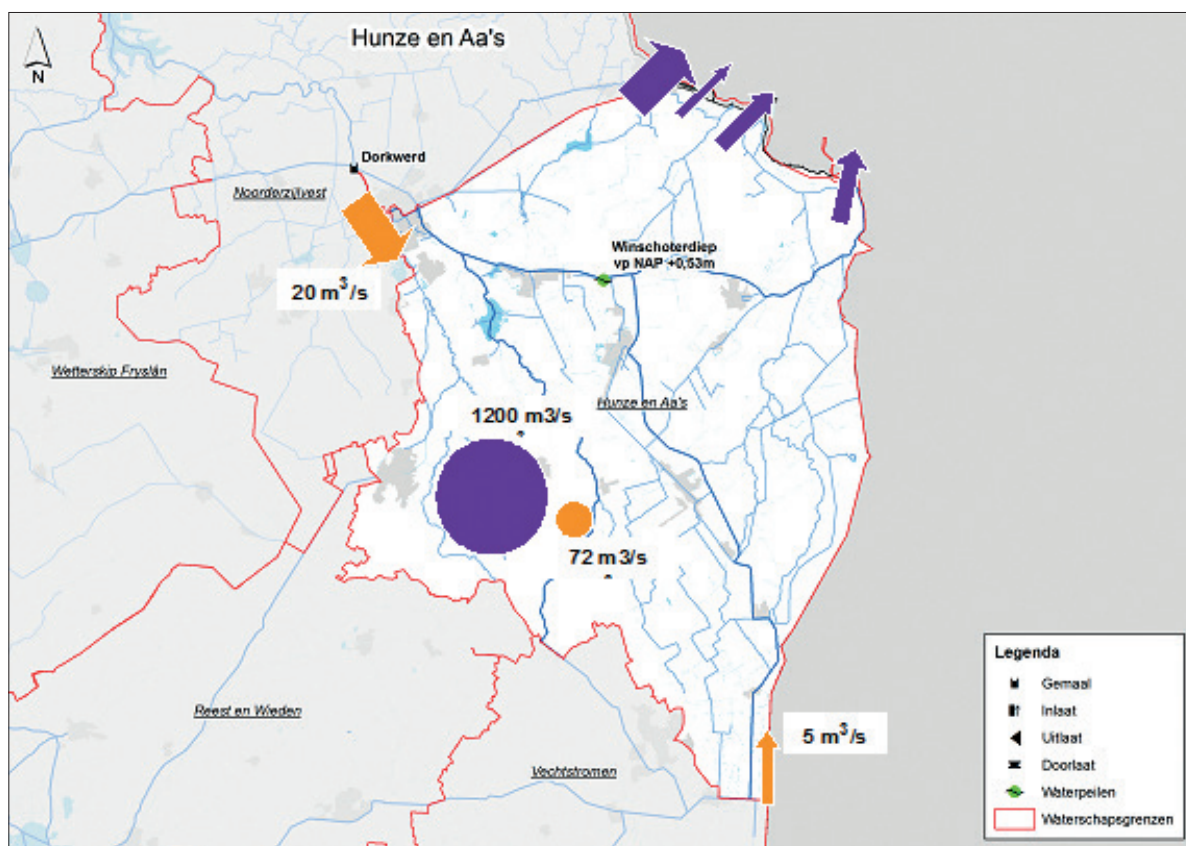 Hunze en Aa's
N
Dorkwerd
Noorderzijlvest
20 m³/s
Winschoterdiep
vp NAP +0,53m
Wetterskip Fryslân
Hunze en Aa's
1200 m3/s
72 m3/s
Reest en Wieden
Vechtstromen
5 m³/s
Legenda
Gemaal
Inlaat
Uitlaat
Doorlaat
Waterpeilen
Waterschapsgrenzen